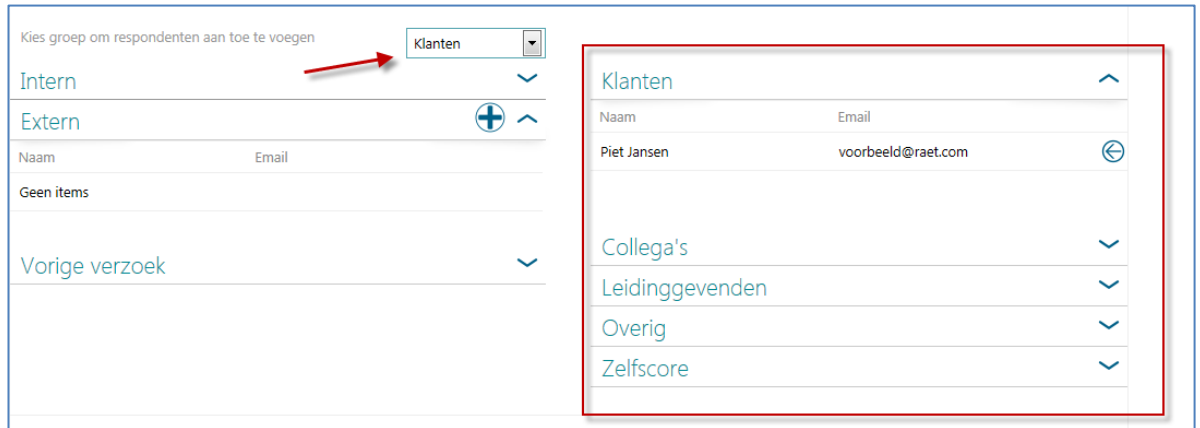 Kies groep om respondenten aan toe te voegen
Klanten
Intern
Extern
Naam Email
Geen items
Vorige verzoek
Klanten
Naam Email
Piet Jansen voorbeeld@raet.com
Collega's
Leidinggevenden
Overig
Zelfscore